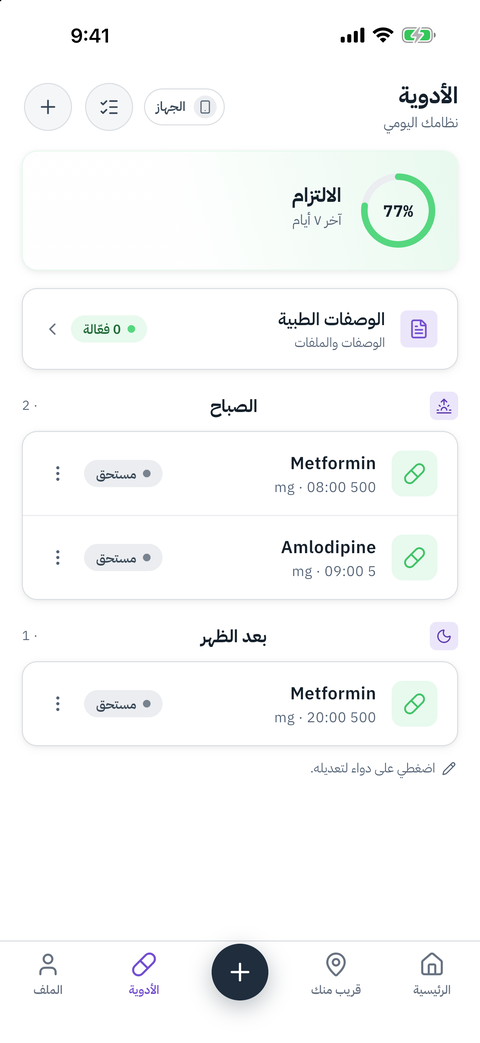 9:41
الأدوية
نظامك اليومي
الجهاز
77%
الالتزام
آخر ٧ أيام
الوصفات الطبية
الوصفات والملفات
0 فعّالة
الصباح
· 2
Metformin
mg · 08:00 500
مستحق
Amlodipine
mg · 09:00 5
مستحق
بعد الظهر
· 1
Metformin
mg · 20:00 500
مستحق
اضغطي على دواء لتعديله.
الرئيسية
قريب منك
الأدوية
الملف